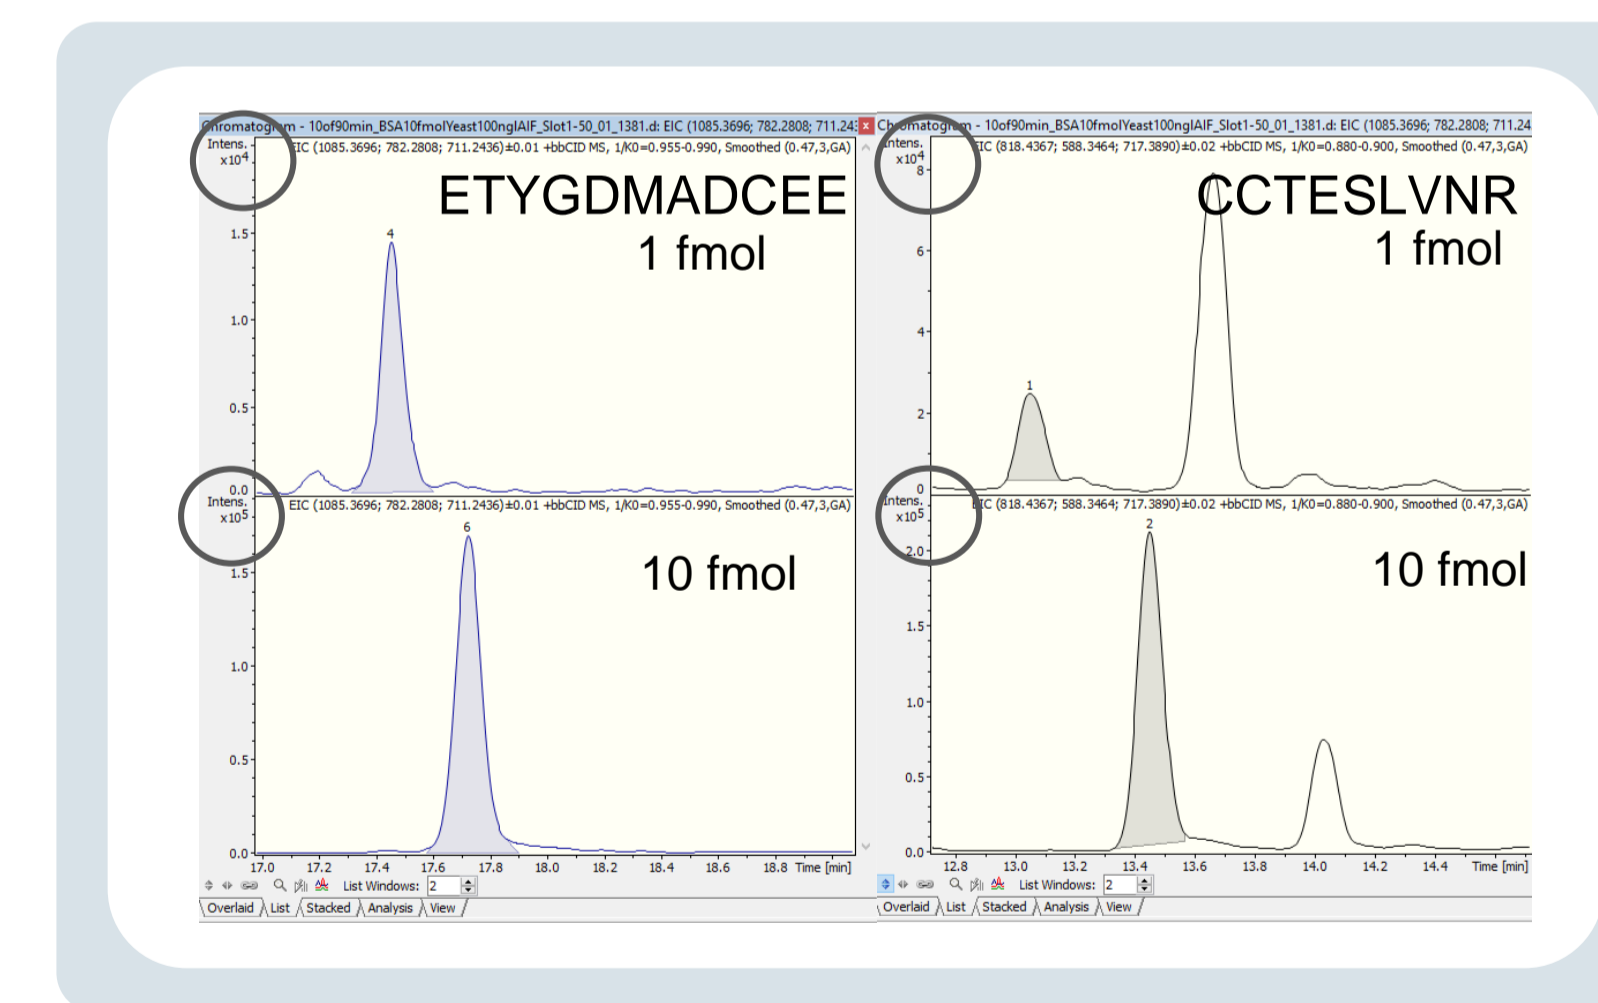 Chromatogram - 10of90min_BSA10fmolYeast100ngIAIF_Slot1-50_01_1381.d: EIC (1085.3696; 782.2808; 711.24
Intens.
x10^4
EIC (1085.3696; 782.2808; 711.2436)±0.01 +bbCID MS, 1/K0=0.955-0.990, Smoothed (0.47,3,GA)
ETYGDMADCEE
1 fmol
4
1.5
1.0
0.5
0.0
Intens.
x10^5
EIC (1085.3696; 782.2808; 711.2436)±0.01 +bbCID MS, 1/K0=0.955-0.990, Smoothed (0.47,3,GA)
6
10 fmol
1.5
1.0
0.5
0.0
17.0 17.2 17.4 17.6 17.8 18.0 18.2 18.4 18.6 18.8 Time [min]
List Windows: 2
Overlaid List Stacked Analysis View
x Chromatogram - 10of90min_BSA10fmolYeast100ngIAIF_Slot1-50_01_1381.d: EIC (1085.3696; 782.2808; 711.24
Intens.
x10^4
EIC (818.4367; 588.3464; 717.3890)±0.02 +bbCID MS, 1/K0=0.880-0.900, Smoothed (0.47,3,GA)
CCTESLVNR
1 fmol
8
6
4
1
2
0
Intens.
x10^5
EIC (818.4367; 588.3464; 717.3890)±0.02 +bbCID MS, 1/K0=0.880-0.900, Smoothed (0.47,3,GA)
2
2.0
10 fmol
1.5
1.0
0.5
0.0
12.8 13.0 13.2 13.4 13.6 13.8 14.0 14.2 14.4 Time [min]
List Windows: 2
Overlaid List Stacked Analysis View